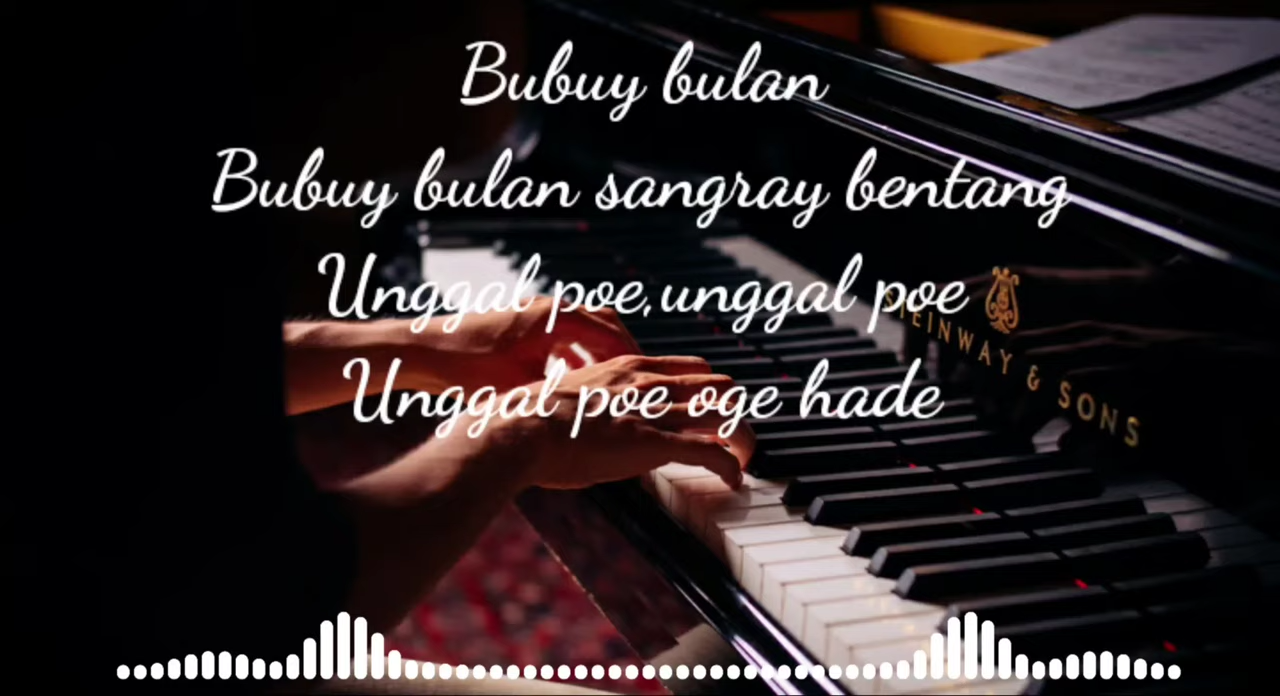 Bubuy bulan
Bubuy bulan sangray bentang
Unggal poe,unggal poe
Unggal poe oge hade
STEINWAY & SONS